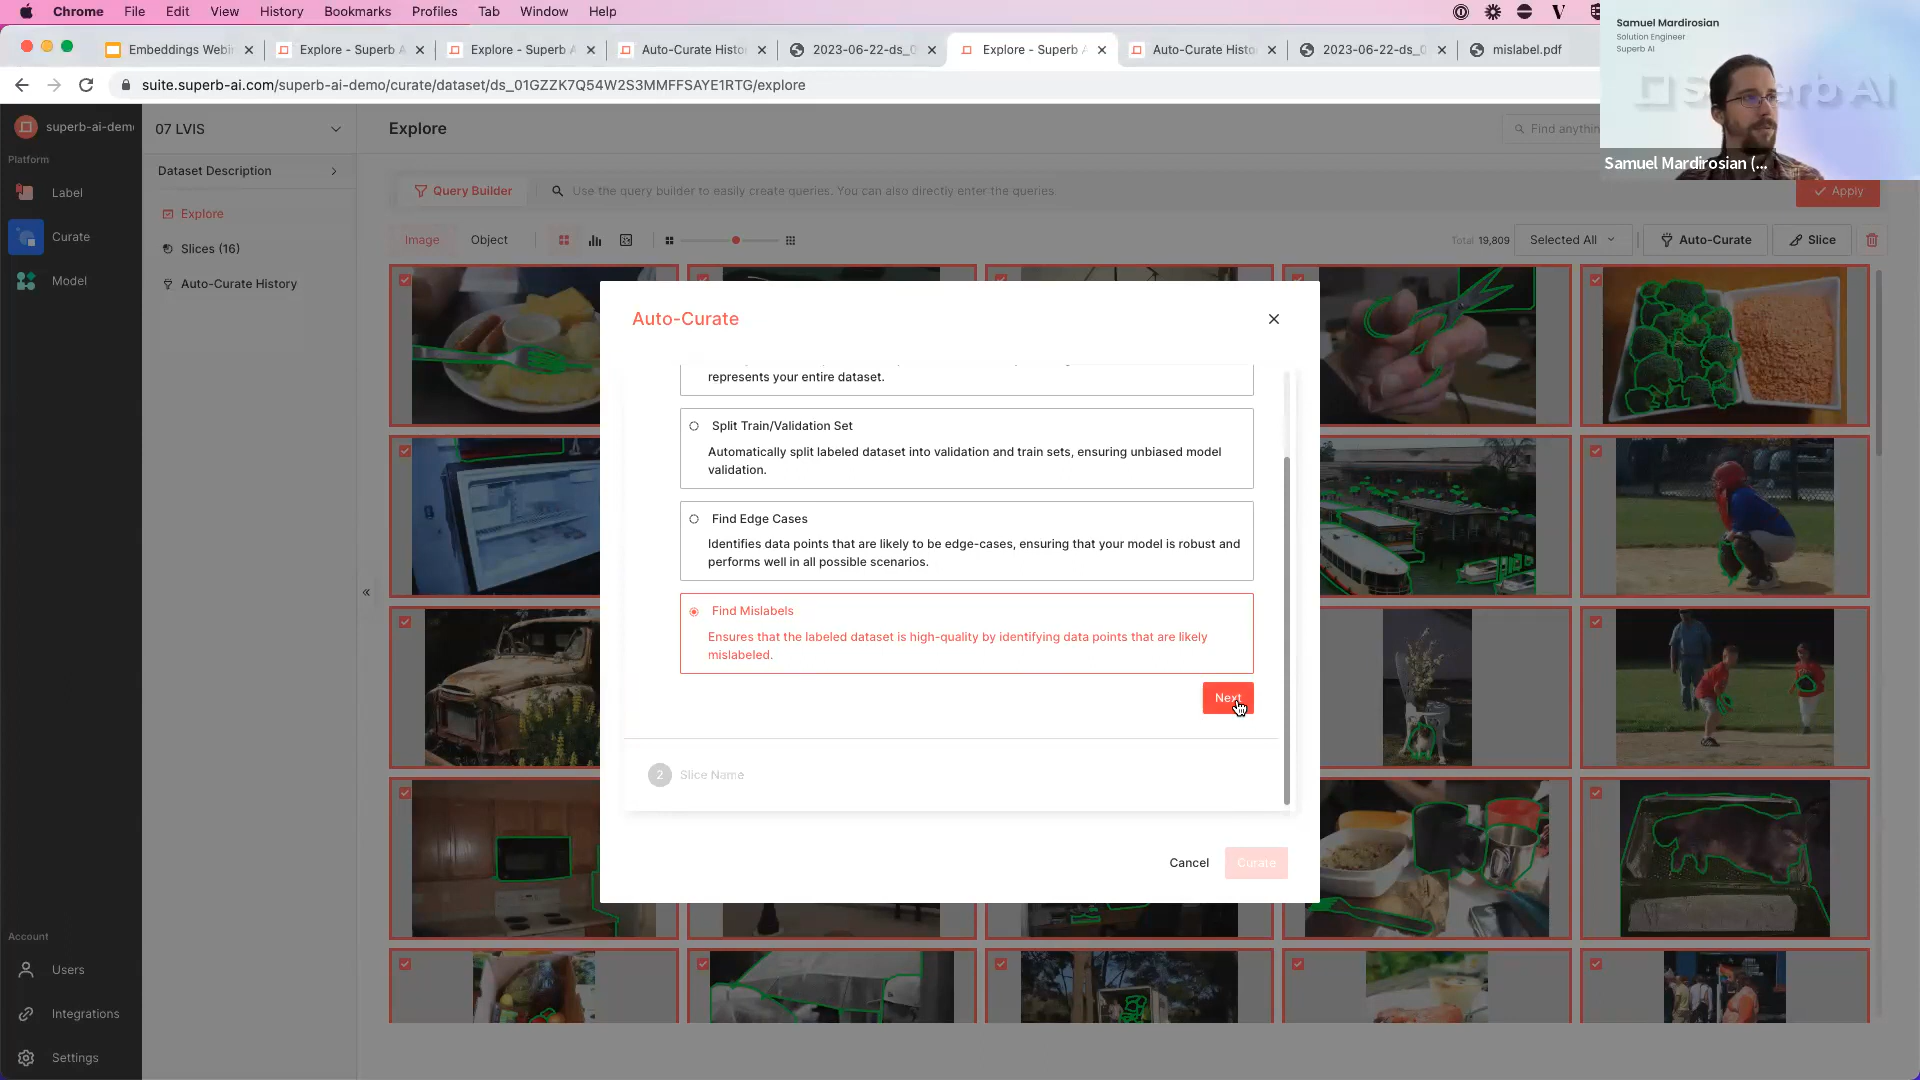 Chrome File Edit View History Bookmarks Profiles Tab Window Help
Embeddings Webi
Explore - Superb A
Explore - Superb A
Auto-Curate Histo
2023-06-22-ds_0
Explore - Superb
Auto-Curate Histo
2023-06-22-ds_0
mislabel.pdf
suite.superb-ai.com/superb-ai-demo/curate/dataset/ds_01GZZK7Q54W2S3MMFFSAYE1RTG/explore
Samuel Mardirosian
Solution Engineer
Superb AI
Samuel Mardirosian (...
superb-ai-demo
Platform
Label
Curate
Model
Account
Users
Integrations
Settings
07 LVIS
Dataset Description
Explore
Slices (16)
Auto-Curate History
Explore
Find anythin
Query Builder
Use the query builder to easily create queries. You can also directly enter the queries.
Apply
Image
Object
Total 19,809
Selected All
Auto-Curate
Slice
Auto-Curate
represents your entire dataset.
Split Train/Validation Set
Automatically split labeled dataset into validation and train sets, ensuring unbiased model
validation.
Find Edge Cases
Identifies data points that are likely to be edge-cases, ensuring that your model is robust and
performs well in all possible scenarios.
Find Mislabels
Ensures that the labeled dataset is high-quality by identifying data points that are likely
mislabeled.
Next
2 Slice Name
Cancel
Curate